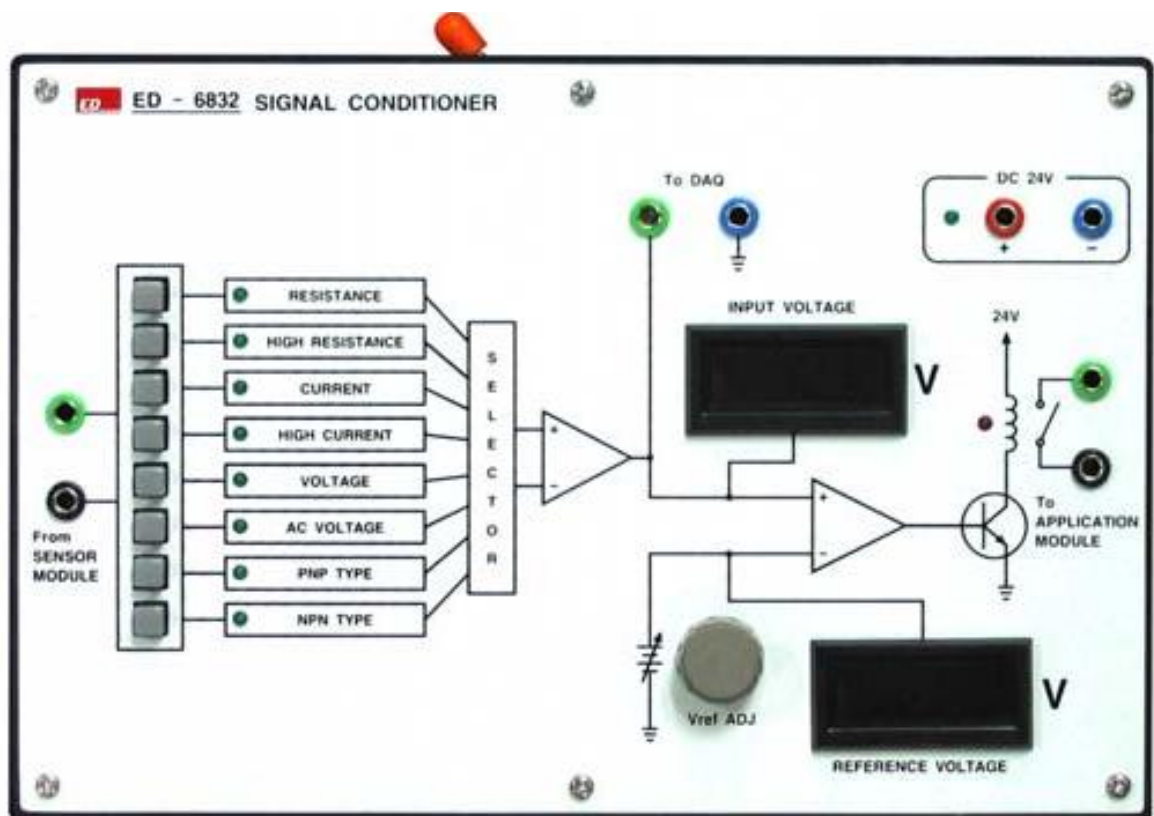 ED ED - 6832 SIGNAL CONDITIONER
To DAQ
DC 24V
+ -
RESISTANCE
HIGH RESISTANCE
CURRENT
HIGH CURRENT
VOLTAGE
AC VOLTAGE
PNP TYPE
NPN TYPE
From
SENSOR
MODULE
S
E
L
E
C
T
O
R
+
-
INPUT VOLTAGE
V
24V
+
-
To
APPLICATION
MODULE
Vref ADJ
V
REFERENCE VOLTAGE